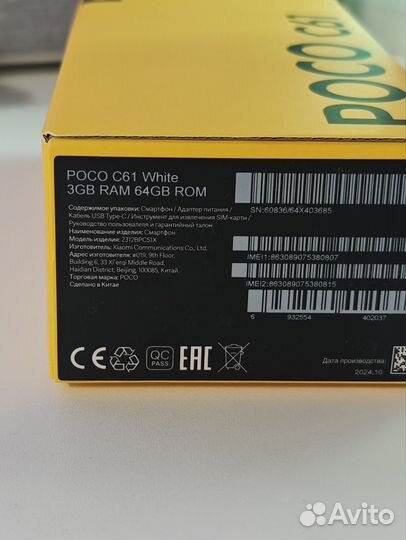 POCO C61
POCO C61 White
3GB RAM 64GB ROM
Содержимое упаковки: Смартфон / Адаптер питания /
Кабель USB Type-C / Инструмент для извлечения SIM-карты /
Руководство пользователя и гарантийный талон
Наименование изделия: Смартфон
Модель изделия: 2312BPC51X
Изготовитель: Xiaomi Communications Co., Ltd.
Адрес изготовителя: #019, 9th Floor,
Building 6, 33 Xi'erqi Middle Road,
Haidian District, Beijing, 100085, Китай.
Торговая марка: POCO
Сделано в Китае
SN:60836/64X403685
IMEI1:863089075380807
IMEI2:863089075380815
6 932554 402037
CE
QC
PASS
EAC
Дата производства:
2024.10
Avito